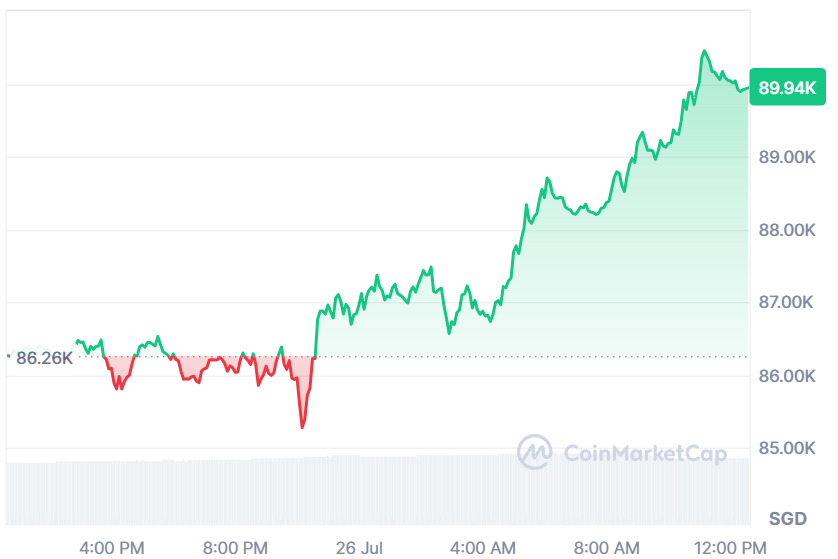 89.94K
89.00K
88.00K
87.00K
86.26K
86.00K
85.00K
CoinMarketCap
SGD
4:00 PM 8:00 PM 26 Jul 4:00 AM 8:00 AM 12:00 PM